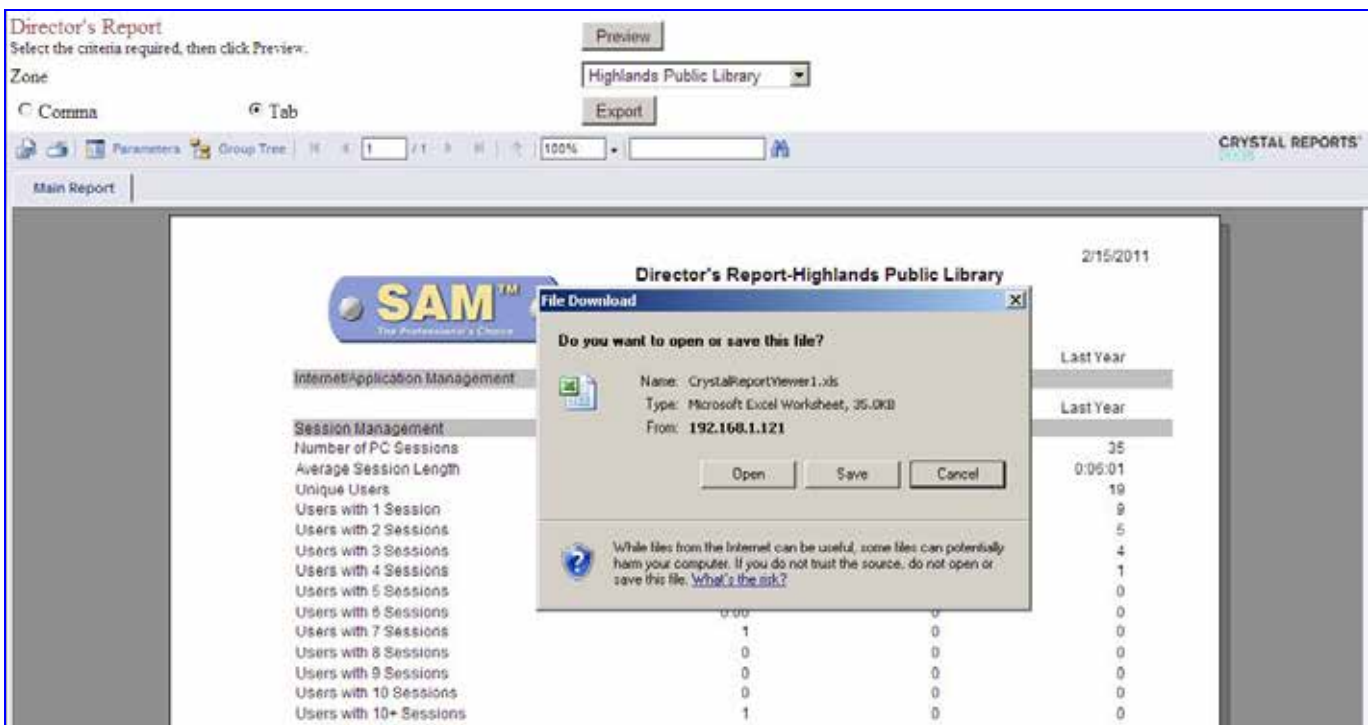 Director's Report
Select the criteria required, then click Preview.
Preview
Zone
Highlands Public Library
Comma
Tab
Export
Parameters
Group Tree
1
/1
100%
CRYSTAL REPORTS
Main Report
2/15/2011
Director's Report-Highlands Public Library
SAM™
The Professional's Choice
File Download
Do you want to open or save this file?
Name: CrystalReportViewer1.xls
Type: Microsoft Excel Worksheet, 35.0KB
From: 192.168.1.121
Open Save Cancel
While files from the Internet can be useful, some files can potentially
harm your computer. If you do not trust the source, do not open or
save this file. What's the risk?
Last Year
Internet/Application Management
Last Year
Session Management
Number of PC Sessions 35
Average Session Length 0:06:01
Unique Users 19
Users with 1 Session 9
Users with 2 Sessions 5
Users with 3 Sessions 4
Users with 4 Sessions 1
Users with 5 Sessions 0
Users with 6 Sessions 0
Users with 7 Sessions 1 0 0
Users with 8 Sessions 0 0 0
Users with 9 Sessions 0 0 0
Users with 10 Sessions 0 0 0
Users with 10+ Sessions 1 0 0